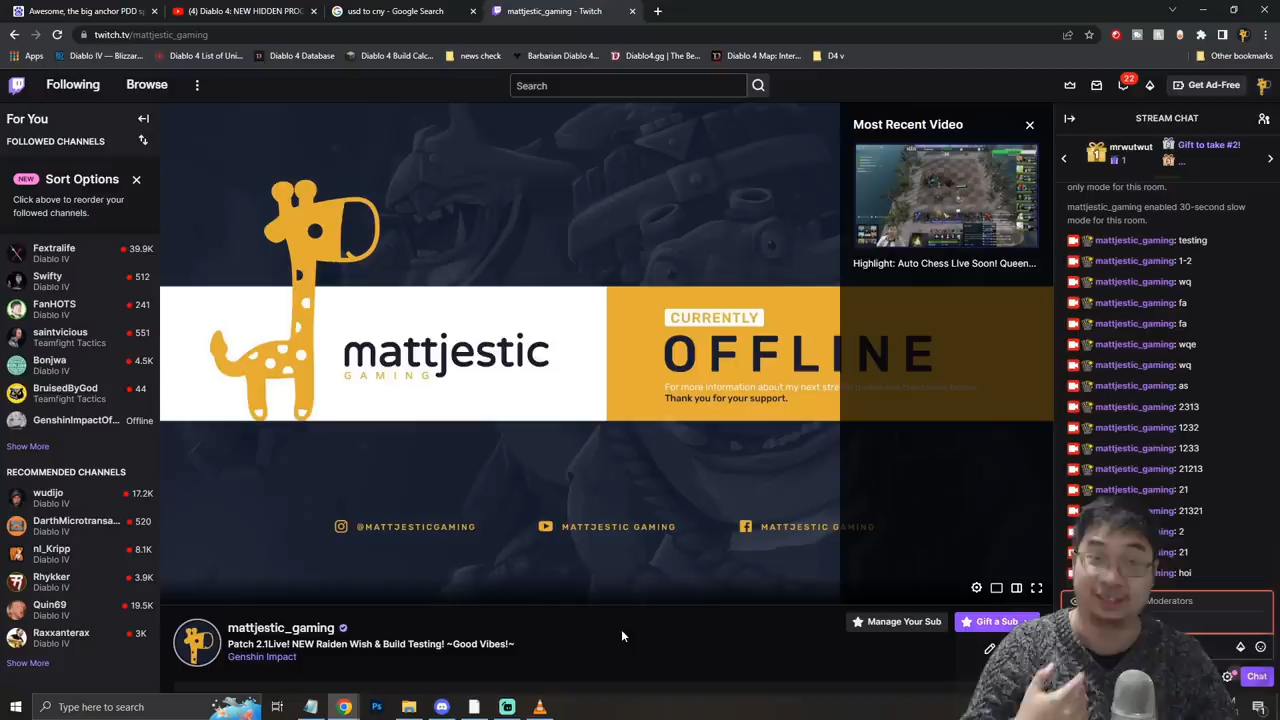 Awesome, the big anchor PDD s
(4) Diablo 4: NEW HIDDEN PROG
usd to cny - Google Search
mattjestic_gaming - Twitch
twitch.tv/mattjestic_gaming
Apps
Diablo IV — Blizzar...
Diablo 4 List of Uni...
Diablo 4 Database
Diablo 4 Build Calc...
news check
Barbarian Diablo 4...
Diablo4.gg | The Be...
Diablo 4 Map: Inter...
D4 v
Other bookmarks
Following
Browse
Search
22
Get Ad-Free
For You
FOLLOWED CHANNELS
NEW
Sort Options
Click above to reorder
your followed channels.
Fextralife
39.9K
Diablo IV
Swifty
512
Diablo IV
FanHOTS
241
Diablo IV
saintvicious
551
Teamfight Tactics
Bonjwa
4.5K
Diablo IV
BruisedByGod
44
Teamfight Tactics
GenshinImpactOf...
Offline
Show More
RECOMMENDED CHANNELS
wudijo
17.2K
Diablo IV
DarthMicrotransa...
520
Diablo IV
nl_Kripp
8.1K
Diablo IV
Rhykker
3.9K
Diablo IV
Quin69
19.5K
Diablo IV
Raxxanterax
3K
Diablo IV
Show More
mattjestic
GAMING
CURRENTLY
OFFLINE
For more information about my next
Thank you for your support.
@MATTJESTICGAMING
MATTJESTIC GAMING
MATTJESTIC GAMING
Most Recent Video
Highlight: Auto Chess LIve Soon! Queen...
mattjestic_gaming
Patch 2.1Live! NEW Raiden Wish & Build Testing! ~Good Vibes!~
Genshin Impact
Manage Your Sub
Gift a Sub
STREAM CHAT
1
mrwutwut
1
Gift to take #2!
...
only mode for this room.
mattjestic_gaming enabled 30-second slow
mode for this room.
mattjestic_gaming: testing
mattjestic_gaming: 1-2
mattjestic_gaming: wq
mattjestic_gaming: fa
mattjestic_gaming: fa
mattjestic_gaming: wqe
mattjestic_gaming: wq
mattjestic_gaming: as
mattjestic_gaming: 2313
mattjestic_gaming: 1232
mattjestic_gaming: 1233
mattjestic_gaming: 21213
mattjestic_gaming: 21
21321
2
21
hoi
Moderators
Chat
Type here to search